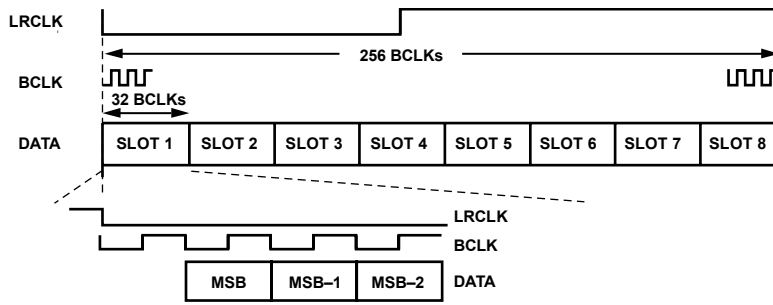 LRCLK
256 BCLKs
BCLK
32 BCLKs
DATA SLOT 1 SLOT 2 SLOT 3 SLOT 4 SLOT 5 SLOT 6 SLOT 7 SLOT 8
LRCLK
BCLK
MSB MSB–1 MSB–2 DATA